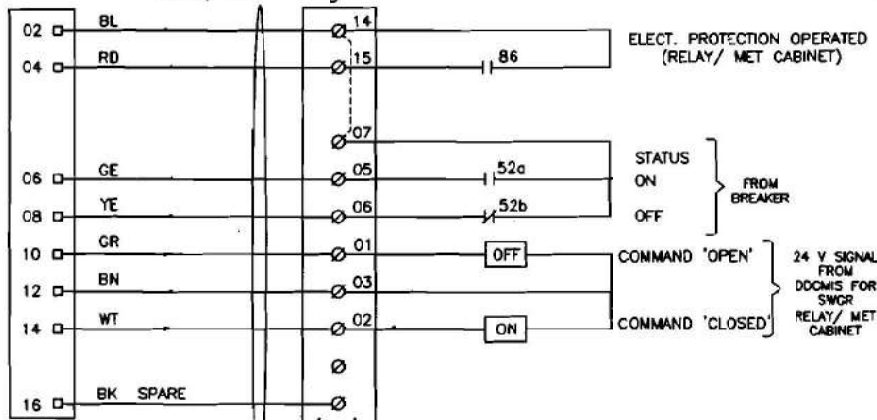 02 BL 14
ELECT. PROTECTION OPERATED
04 RD 15 86
(RELAY/ MET CABINET)
07
STATUS
06 GE 05 52a ON
FROM
BREAKER
08 YE 06 52b OFF
10 GR 01 OFF COMMAND 'OPEN'
24 V SIGNAL
FROM
DDCMIS FOR
SWGR
RELAY/ MET
CABINET
12 BN 03
14 WT 02 ON COMMAND 'CLOSED'
16 BK SPARE